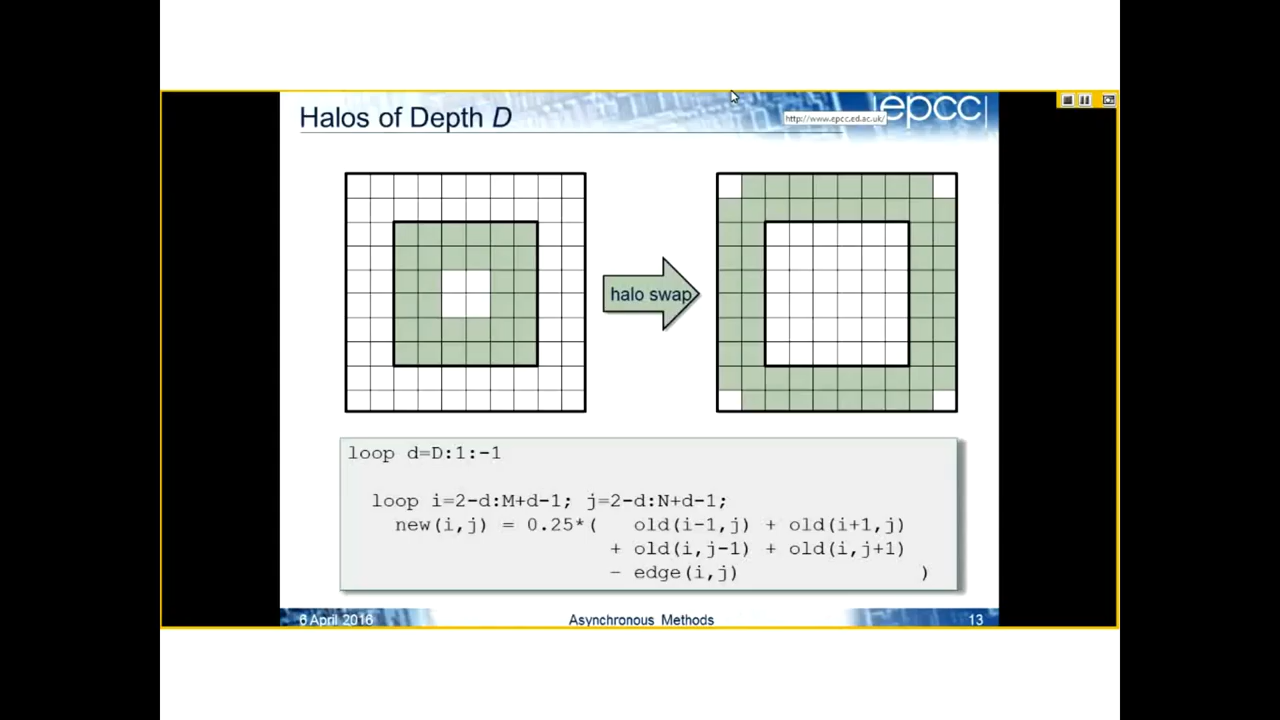 Halos of Depth D
|epcc|
http://www.epcc.ed.ac.uk/
halo swap
loop d=D:1:-1
loop i=2-d:M+d-1; j=2-d:N+d-1;
new(i,j) = 0.25*( old(i-1,j) + old(i+1,j)
+ old(i,j-1) + old(i,j+1)
- edge(i,j) )
6 April 2016
Asynchronous Methods
13